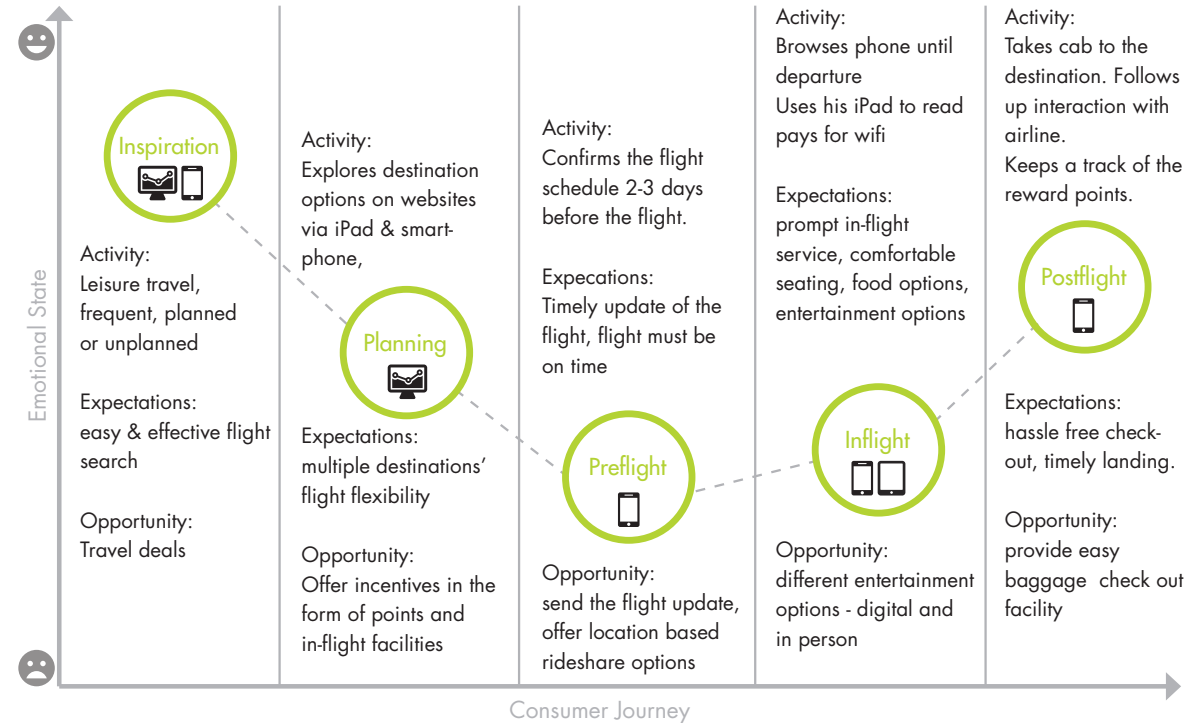 Emotional State
Inspiration
Activity:
Leisure travel,
frequent, planned
or unplanned
Expectations:
easy & effective flight
search
Opportunity:
Travel deals
Activity:
Explores destination
options on websites
via iPad & smart-
phone,
Planning
Expectations:
multiple destinations’
flight flexibility
Opportunity:
Offer incentives in the
form of points and
in-flight facilities
Activity:
Confirms the flight
schedule 2-3 days
before the flight.
Expecations:
Timely update of the
flight, flight must be
on time
Preflight
Opportunity:
send the flight update,
offer location based
rideshare options
Activity:
Browses phone until
departure
Uses his iPad to read
pays for wifi
Expectations:
prompt in-flight
service, comfortable
seating, food options,
entertainment options
Inflight
Opportunity:
different entertainment
options - digital and
in person
Activity:
Takes cab to the
destination. Follows
up interaction with
airline.
Keeps a track of the
reward points.
Postflight
Expectations:
hassle free check-
out, timely landing.
Opportunity:
provide easy
baggage  check out
facility
Consumer Journey